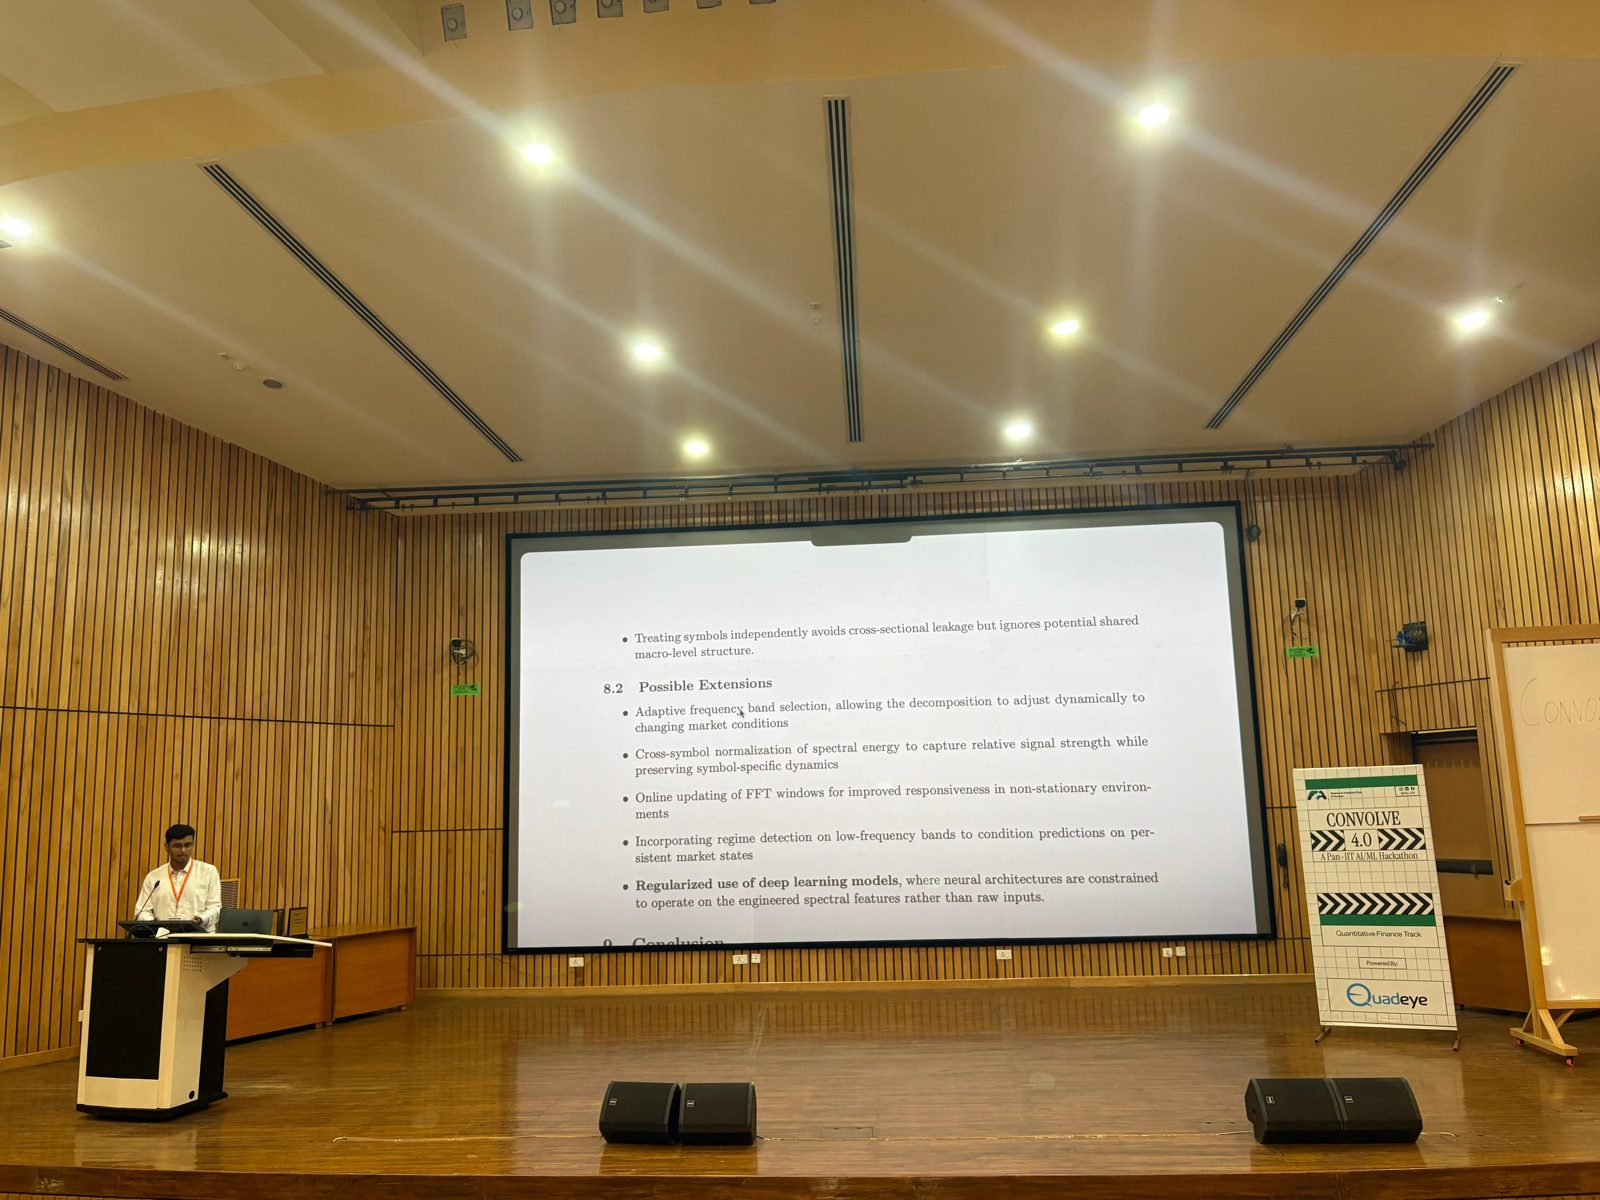 • Treating symbols independently avoids cross-sectional leakage but ignores potential shared
macro-level structure.
8.2 Possible Extensions
• Adaptive frequency band selection, allowing the decomposition to adjust dynamically to
changing market conditions
• Cross-symbol normalization of spectral energy to capture relative signal strength while
preserving symbol-specific dynamics
• Online updating of FFT windows for improved responsiveness in non-stationary environ-
ments
• Incorporating regime detection on low-frequency bands to condition predictions on per-
sistent market states
• Regularized use of deep learning models, where neural architectures are constrained
to operate on the engineered spectral features rather than raw inputs.
9 Conclusion
CONVOLVE
4.0
A Pan-IIT AI/ML Hackathon
Quantitative Finance Track
Powered By:
Quadeye
CONVO